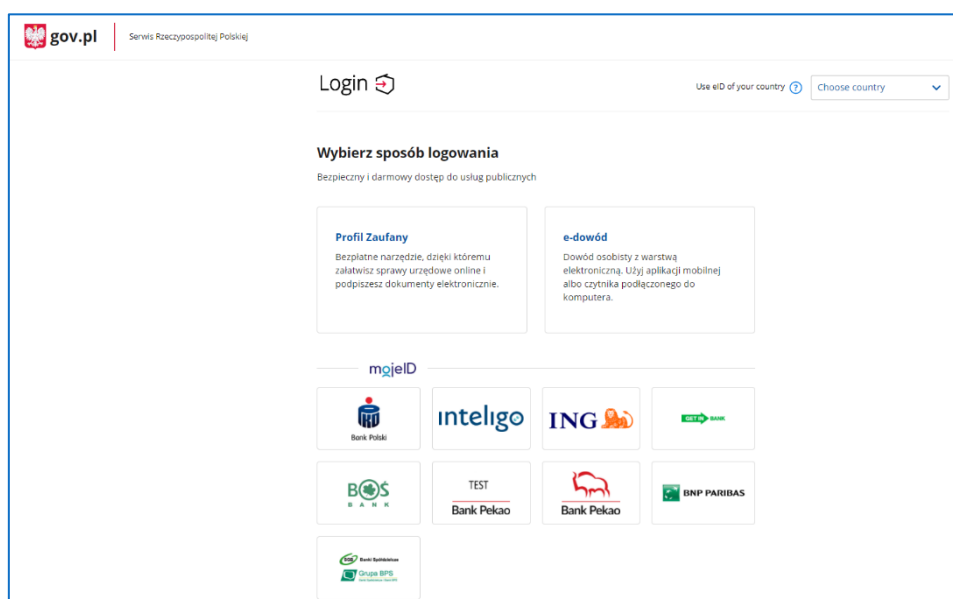 gov.pl
Serwis Rzeczypospolitej Polskiej
Login
Use eID of your country ?
Choose country
Wybierz sposób logowania
Bezpieczny i darmowy dostęp do usług publicznych
Profil Zaufany
Bezpłatne narzędzie, dzięki któremu
załatwisz sprawy urzędowe online i
podpiszesz dokumenty elektronicznie.
e-dowód
Dowód osobisty z warstwą
elektroniczną. Użyj aplikacji mobilnej
albo czytnika podłączonego do
komputera.
mojeID
Bank Polski
inteligo
ING
GET IN BANK
BOŚ
BANK
TEST
Bank Pekao
Bank Pekao
BNP PARIBAS
Banki Spółdzielcze
Grupa BPS